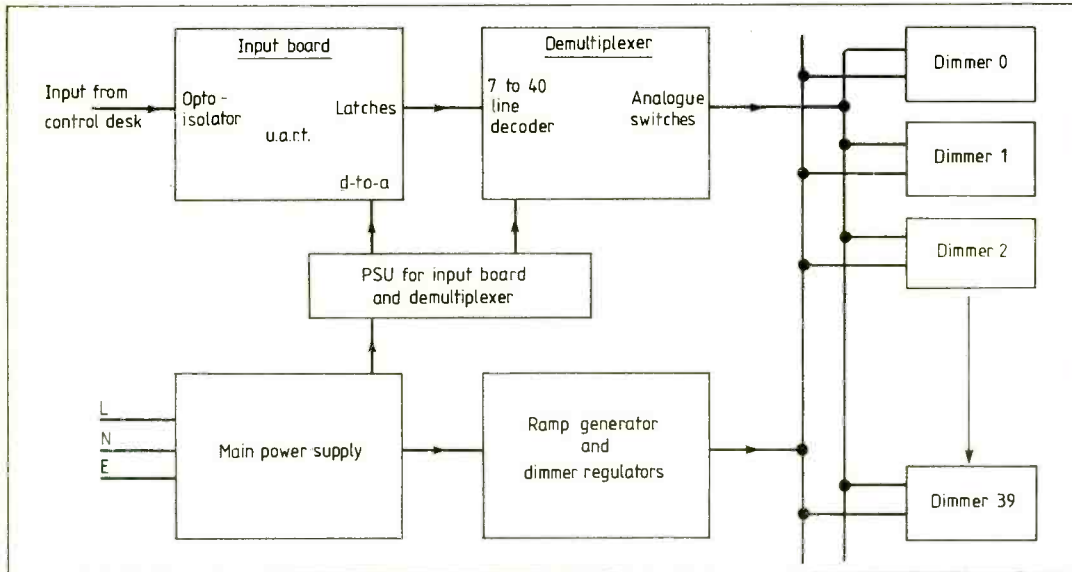 Input board
Input from
control desk
Opto-
isolator
u.a.r.t.
Latches
d-to-a
Demultiplexer
7 to 40
line
decoder
Analogue
switches
PSU for input board
and demultiplexer
L
N
E
Main power supply
Ramp generator
and
dimmer regulators
Dimmer 0
Dimmer 1
Dimmer 2
Dimmer 39